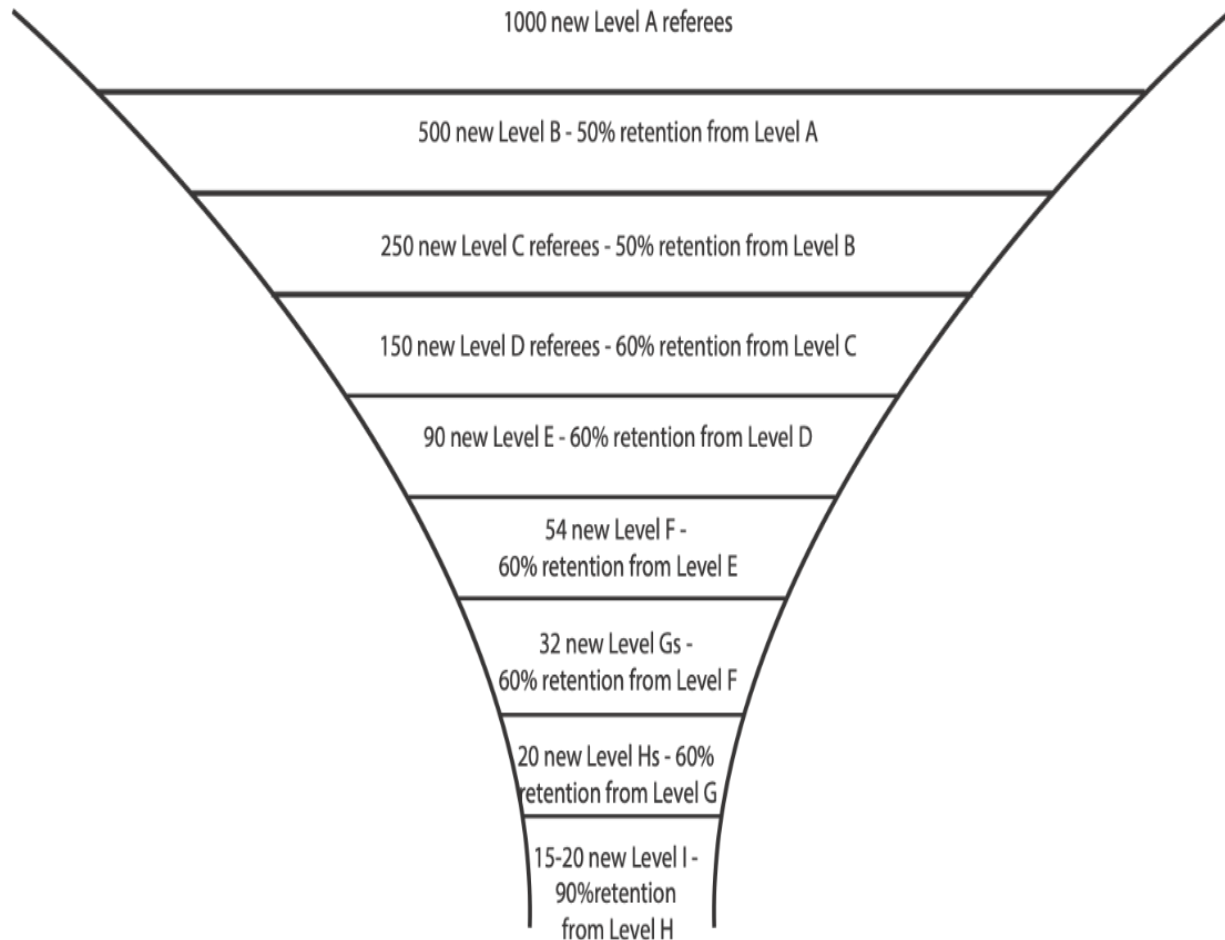 1000 new Level A referees
500 new Level B - 50% retention from Level A
250 new Level C referees - 50% retention from Level B
150 new Level D referees - 60% retention from Level C
90 new Level E - 60% retention from Level D
54 new Level F -
60% retention from Level E
32 new Level Gs -
60% retention from Level F
20 new Level Hs - 60%
retention from Level G
15-20 new Level I -
90%retention
from Level H